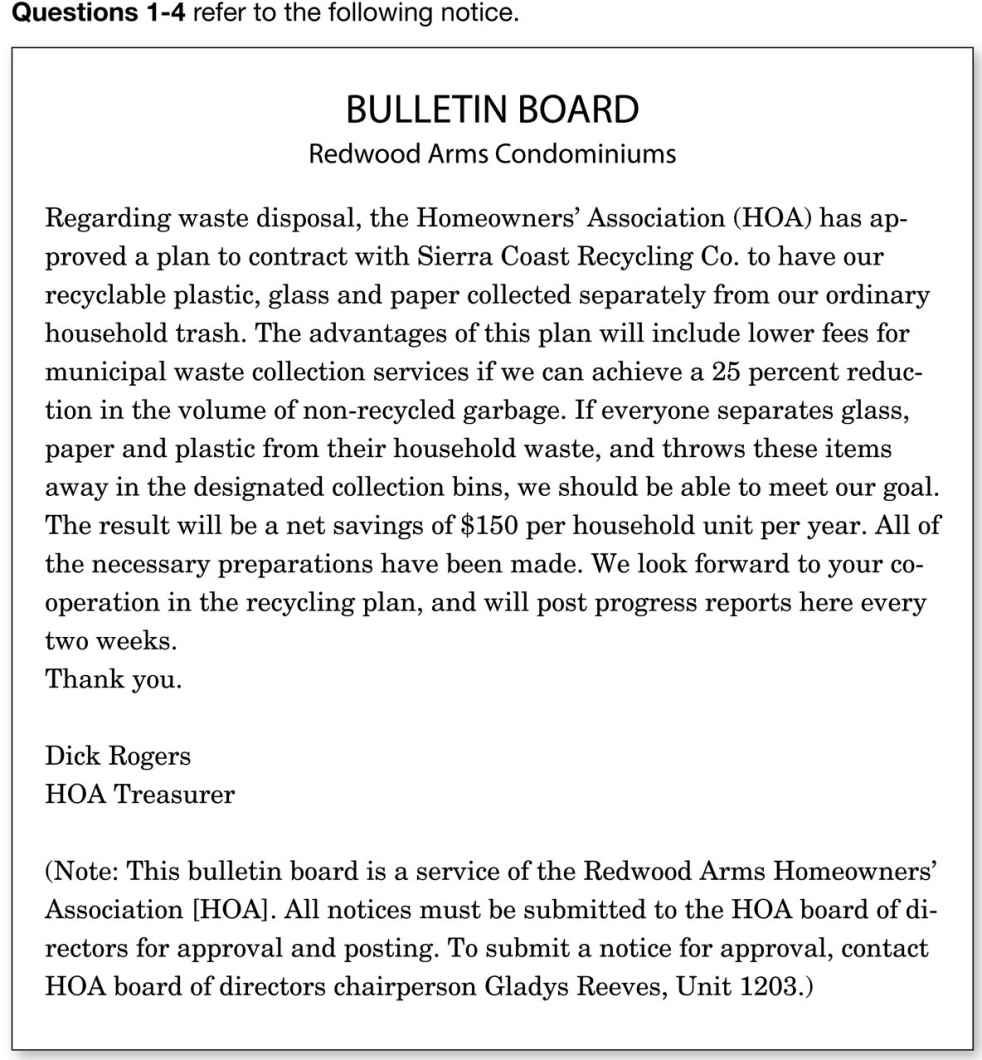 Questions 1-4 refer to the following notice.
BULLETIN BOARD
Redwood Arms Condominiums
Regarding waste disposal, the Homeowners’ Association (HOA) has ap-
proved a plan to contract with Sierra Coast Recycling Co. to have our
recyclable plastic, glass and paper collected separately from our ordinary
household trash. The advantages of this plan will include lower fees for
municipal waste collection services if we can achieve a 25 percent reduc-
tion in the volume of non-recycled garbage. If everyone separates glass,
paper and plastic from their household waste, and throws these items
away in the designated collection bins, we should be able to meet our goal.
The result will be a net savings of $150 per household unit per year. All of
the necessary preparations have been made. We look forward to your co-
operation in the recycling plan, and will post progress reports here every
two weeks.
Thank you.
Dick Rogers
HOA Treasurer
(Note: This bulletin board is a service of the Redwood Arms Homeowners’
Association [HOA]. All notices must be submitted to the HOA board of di-
rectors for approval and posting. To submit a notice for approval, contact
HOA board of directors chairperson Gladys Reeves, Unit 1203.)